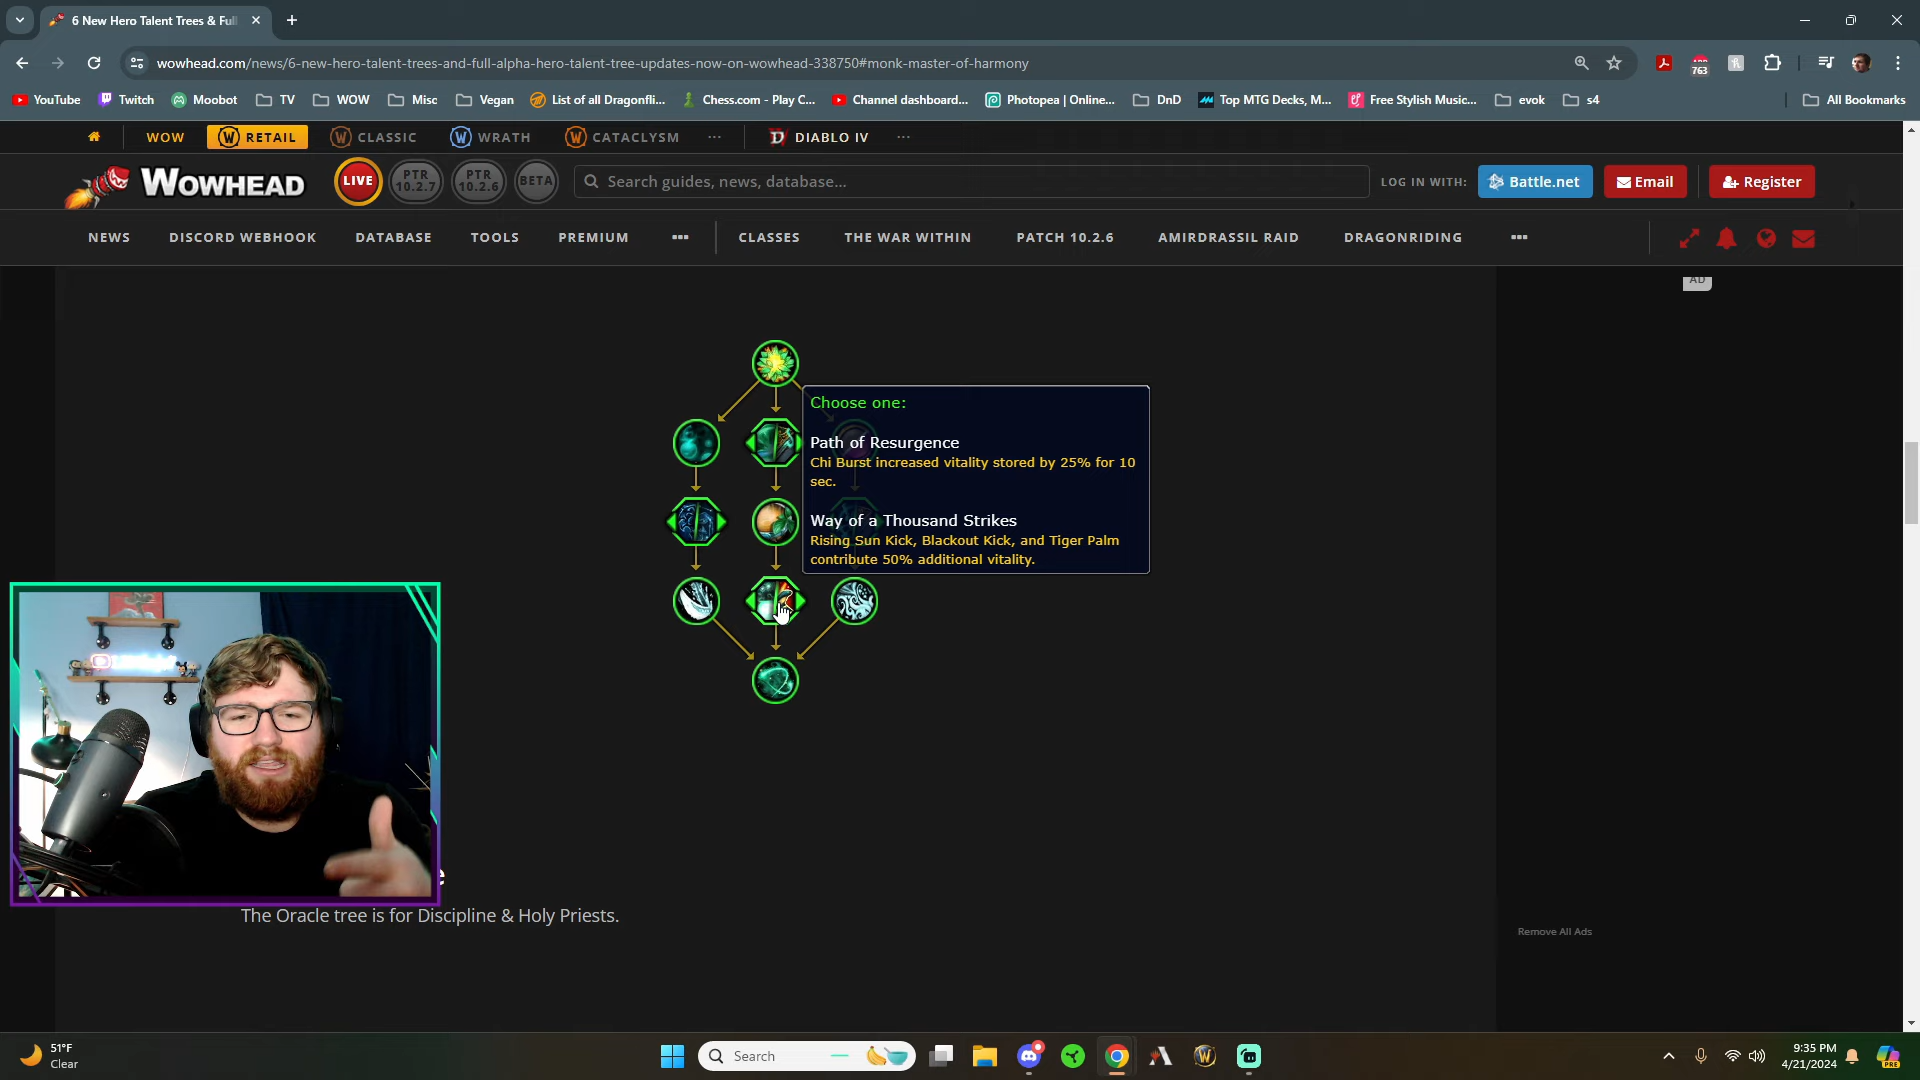 6 New Hero Talent Trees & Ful
wowhead.com/news/6-new-hero-talent-trees-and-full-alpha-hero-talent-tree-updates-now-on-wowhead-338750#monk-master-of-harmony
763
YouTube Twitch Moobot TV WOW Misc Vegan List of all Dragonfli... Chess.com - Play C... Channel dashboard... Photopea | Online... DnD Top MTG Decks, M... Free Stylish Music... evok s4 All Bookmarks
WOW RETAIL CLASSIC WRATH CATACLYSM ... DIABLO IV ...
WOWHEAD LIVE PTR 10.2.7 PTR 10.2.6 BETA Search guides, news, database... LOG IN WITH: Battle.net Email Register
NEWS DISCORD WEBHOOK DATABASE TOOLS PREMIUM ... CLASSES THE WAR WITHIN PATCH 10.2.6 AMIRDRASSIL RAID DRAGONRIDING ...
AD
Choose one:
Path of Resurgence
Chi Burst increased vitality stored by 25% for 10
sec.
Way of a Thousand Strikes
Rising Sun Kick, Blackout Kick, and Tiger Palm
contribute 50% additional vitality.
e
The Oracle tree is for Discipline & Holy Priests.
Remove All Ads
51°F
Clear
Search
9:35 PM
4/21/2024
PRE